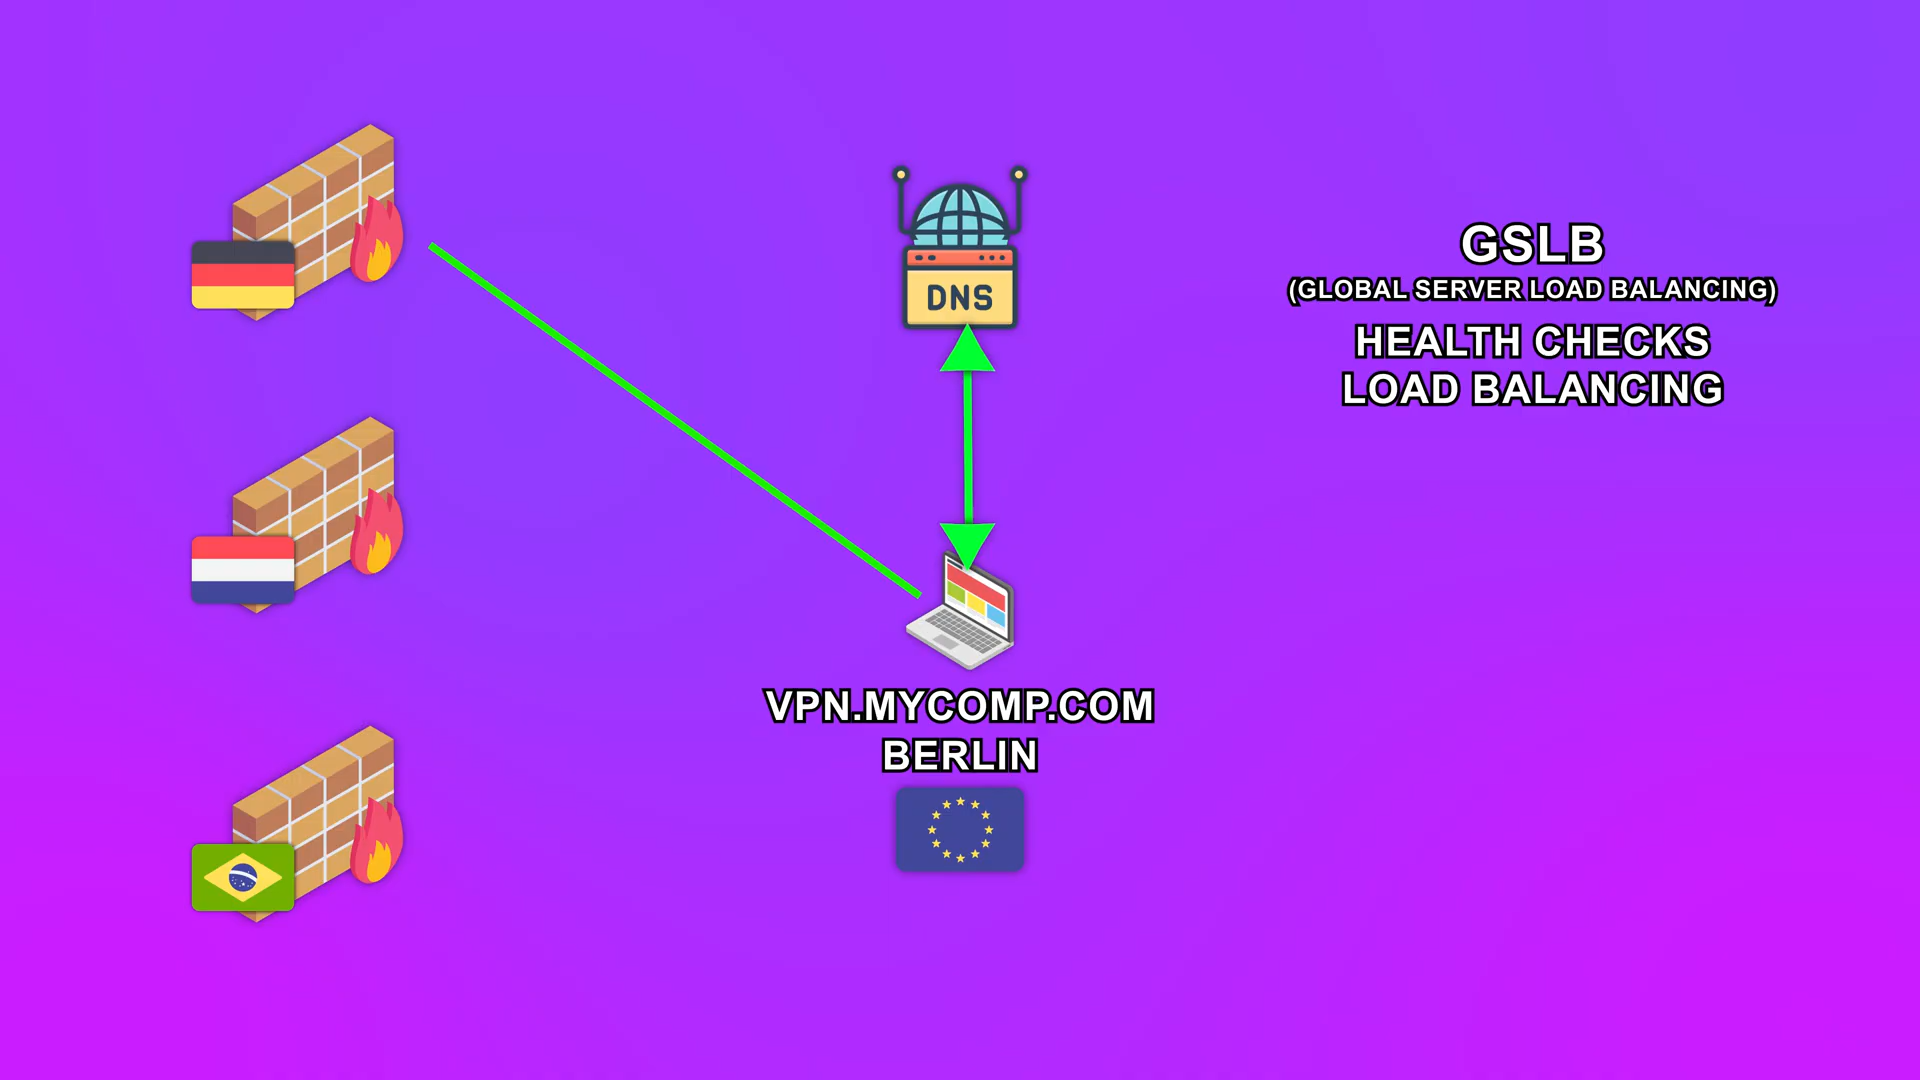 DNS
GSLB
(GLOBAL SERVER LOAD BALANCING)
HEALTH CHECKS
LOAD BALANCING
VPN.MYCOMP.COM
BERLIN